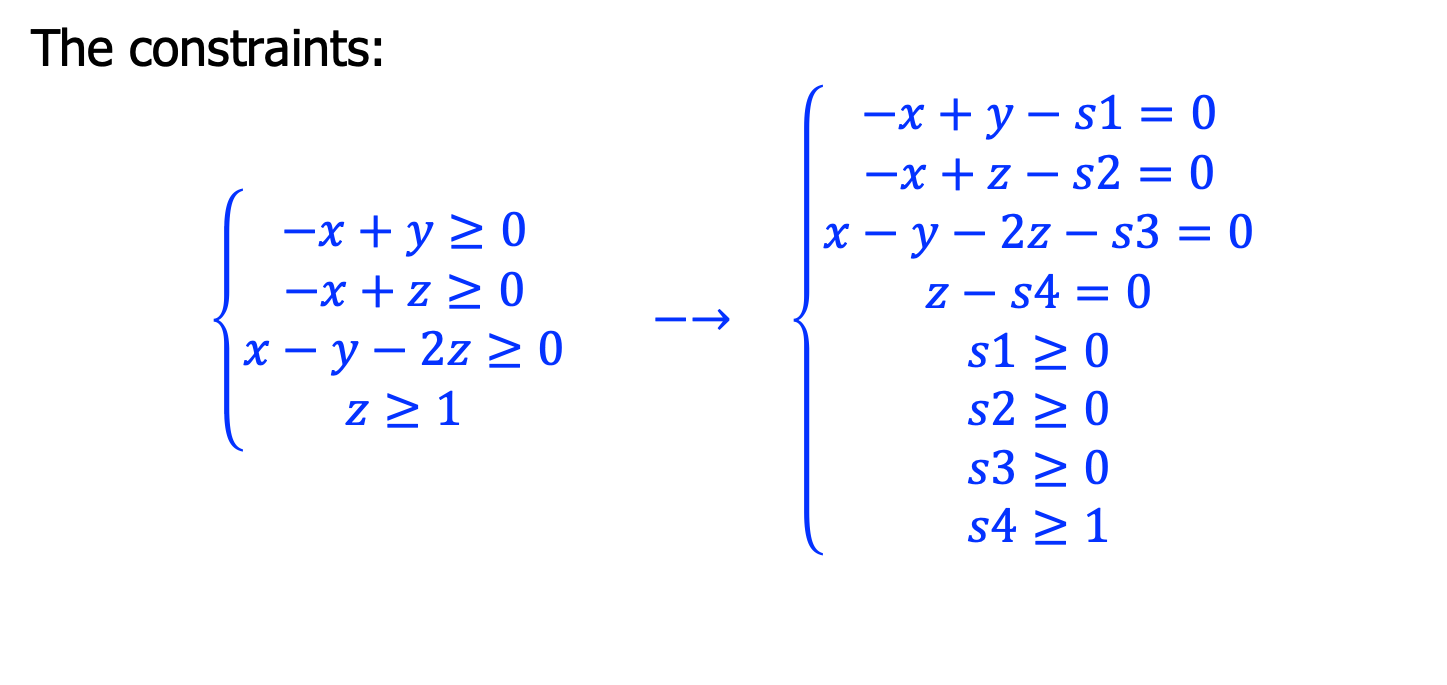 The constraints:
−x + y ≥ 0
−x + z ≥ 0
x − y − 2z ≥ 0
z ≥ 1
−→
−x + y − s1 = 0
−x + z − s2 = 0
x − y − 2z − s3 = 0
z − s4 = 0
s1 ≥ 0
s2 ≥ 0
s3 ≥ 0
s4 ≥ 1